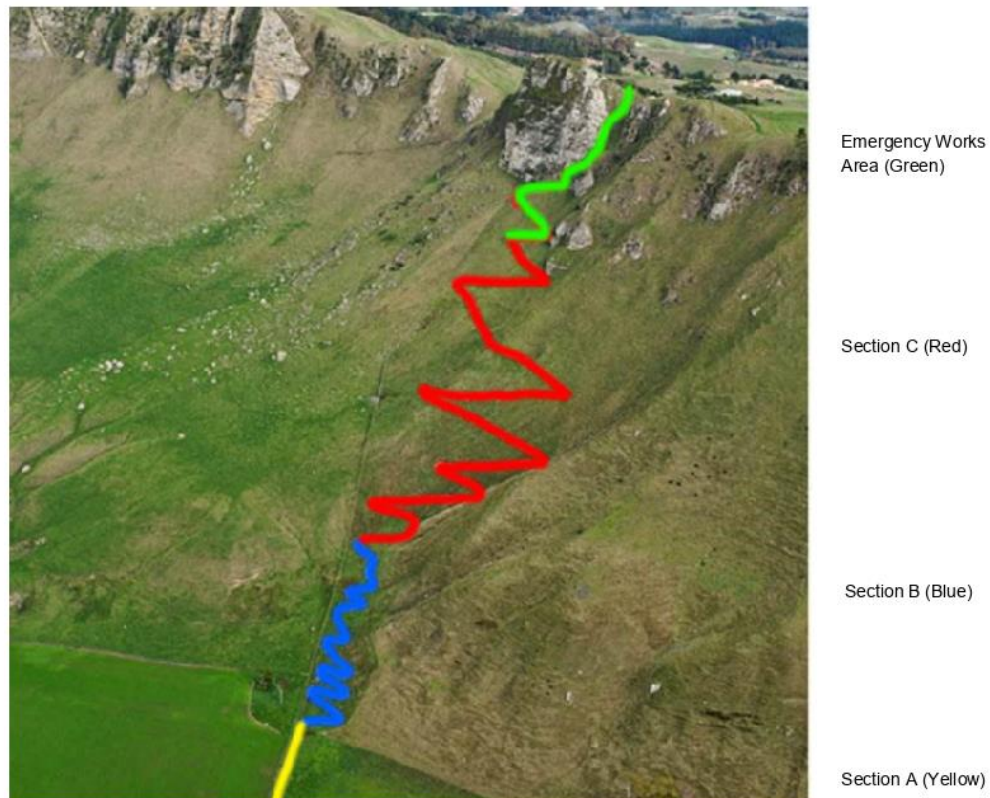 Emergency Works
Area (Green)
Section C (Red)
Section B (Blue)
Section A (Yellow)